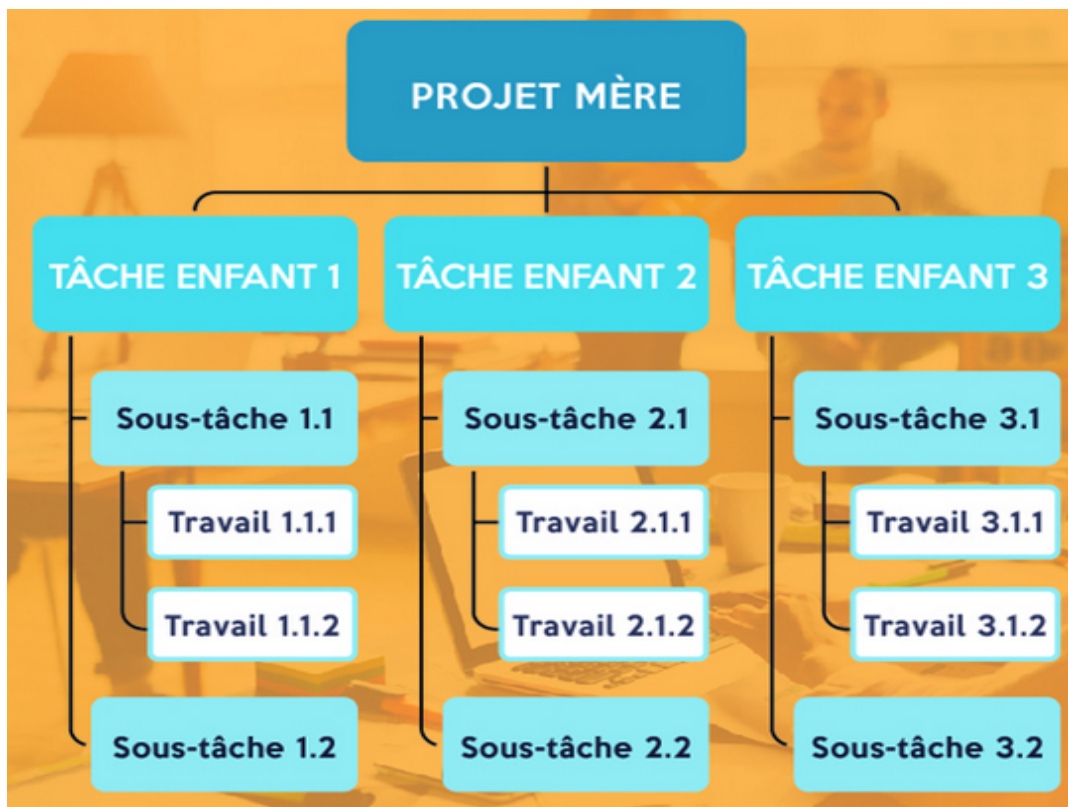 PROJET MÈRE
TÂCHE ENFANT 1
TÂCHE ENFANT 2
TÂCHE ENFANT 3
Sous-tâche 1.1
Sous-tâche 2.1
Sous-tâche 3.1
Travail 1.1.1
Travail 2.1.1
Travail 3.1.1
Travail 1.1.2
Travail 2.1.2
Travail 3.1.2
Sous-tâche 1.2
Sous-tâche 2.2
Sous-tâche 3.2